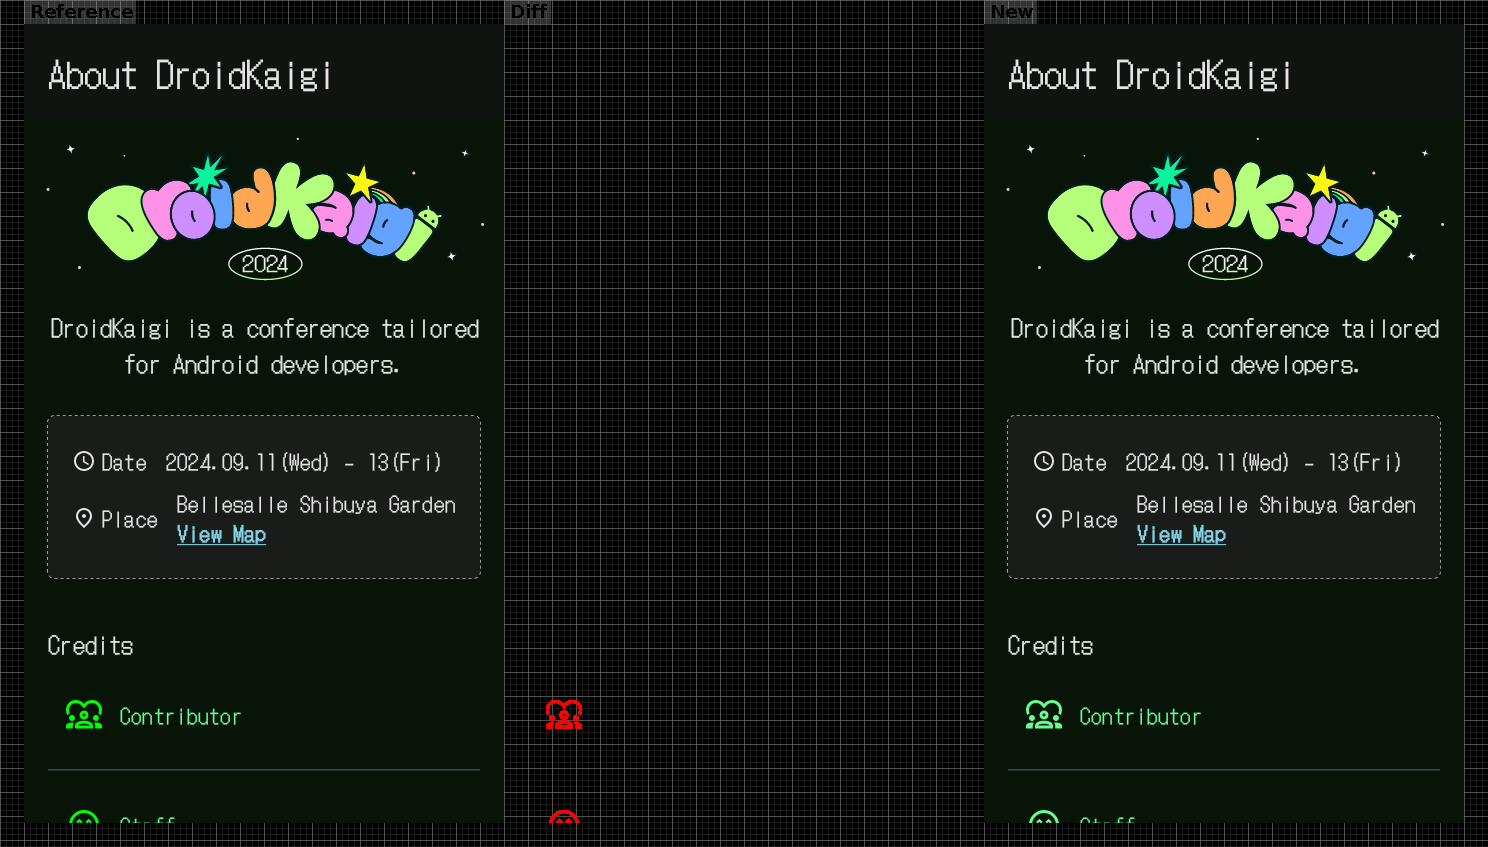 Reference
Diff
New
About DroidKaigi
DroidKaigi
2024
DroidKaigi is a conference tailored
for Android developers.
Date 2024.09.11(Wed) - 13(Fri)
Place Bellesalle Shibuya Garden
View Map
Credits
Contributor
Staff
About DroidKaigi
DroidKaigi
2024
DroidKaigi is a conference tailored
for Android developers.
Date 2024.09.11(Wed) - 13(Fri)
Place Bellesalle Shibuya Garden
View Map
Credits
Contributor
Staff